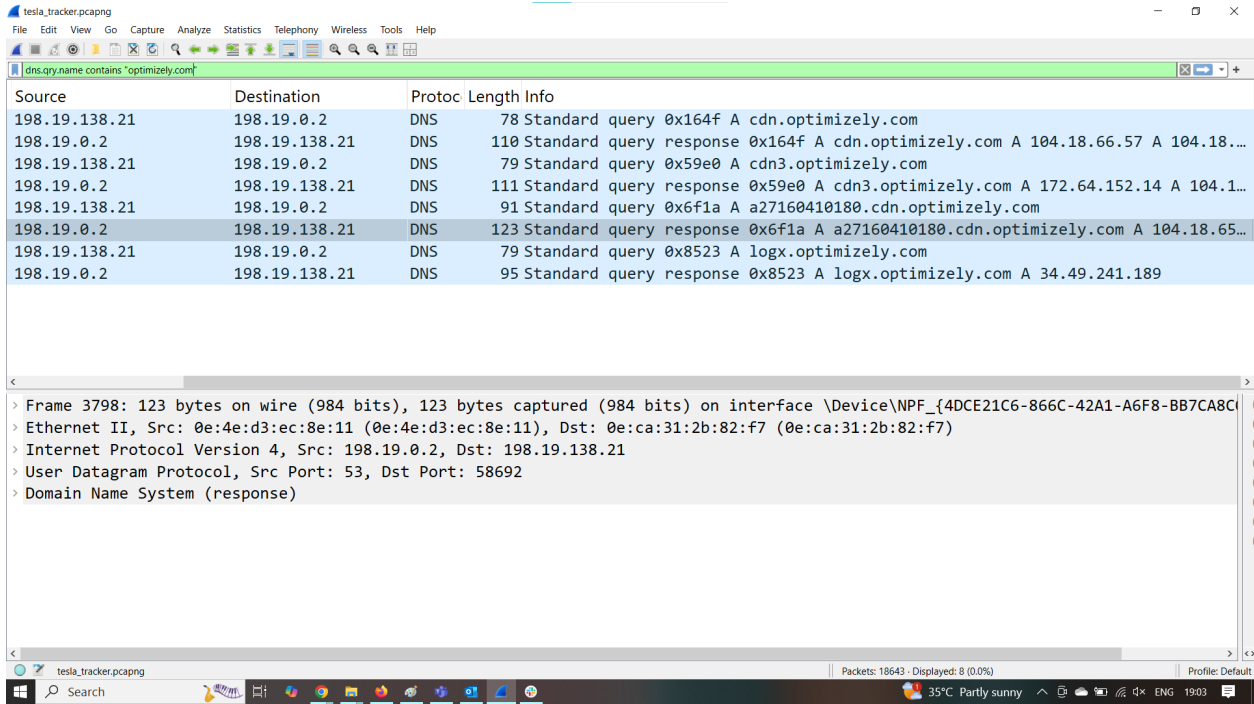 tesla_tracker.pcapng
File Edit View Go Capture Analyze Statistics Telephony Wireless Tools Help
dns.qry.name contains "optimizely.com"
Source Destination Protoc Length Info
198.19.138.21 198.19.0.2 DNS 78 Standard query 0x164f A cdn.optimizely.com
198.19.0.2 198.19.138.21 DNS 110 Standard query response 0x164f A cdn.optimizely.com A 104.18.66.57 A 104.18.…
198.19.138.21 198.19.0.2 DNS 79 Standard query 0x59e0 A cdn3.optimizely.com
198.19.0.2 198.19.138.21 DNS 111 Standard query response 0x59e0 A cdn3.optimizely.com A 172.64.152.14 A 104.1…
198.19.138.21 198.19.0.2 DNS 91 Standard query 0x6f1a A a27160410180.cdn.optimizely.com
198.19.0.2 198.19.138.21 DNS 123 Standard query response 0x6f1a A a27160410180.cdn.optimizely.com A 104.18.65…
198.19.138.21 198.19.0.2 DNS 79 Standard query 0x8523 A logx.optimizely.com
198.19.0.2 198.19.138.21 DNS 95 Standard query response 0x8523 A logx.optimizely.com A 34.49.241.189
Frame 3798: 123 bytes on wire (984 bits), 123 bytes captured (984 bits) on interface \Device\NPF_{4DCE21C6-866C-42A1-A6F8-BB7CA8C
Ethernet II, Src: 0e:4e:d3:ec:8e:11 (0e:4e:d3:ec:8e:11), Dst: 0e:ca:31:2b:82:f7 (0e:ca:31:2b:82:f7)
Internet Protocol Version 4, Src: 198.19.0.2, Dst: 198.19.138.21
User Datagram Protocol, Src Port: 53, Dst Port: 58692
Domain Name System (response)
tesla_tracker.pcapng Packets: 18643 · Displayed: 8 (0.0%) Profile: Default
Search 35°C Partly sunny ENG 19:03